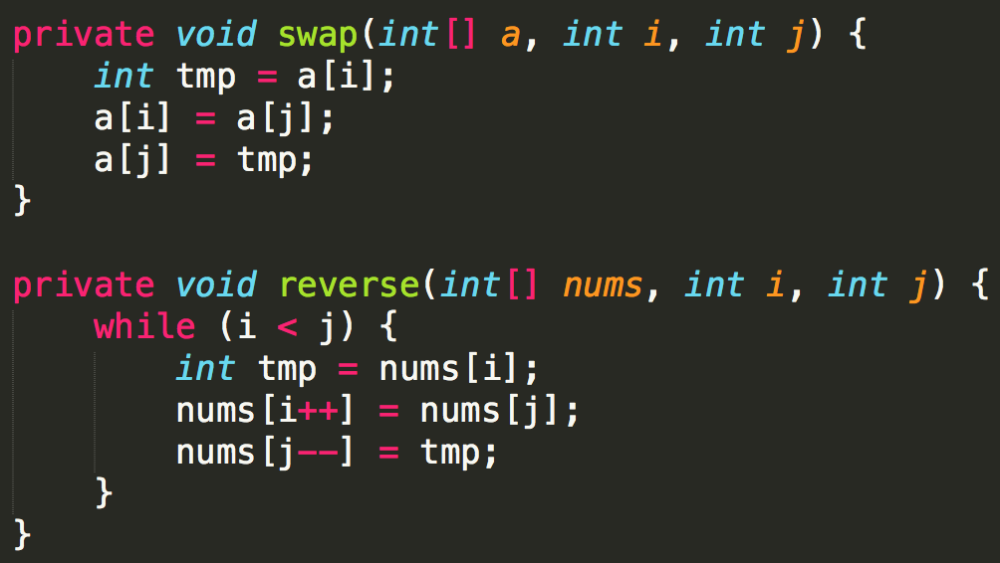 private void swap(int[] a, int i, int j) {
    int tmp = a[i];
    a[i] = a[j];
    a[j] = tmp;
}

private void reverse(int[] nums, int i, int j) {
    while (i < j) {
        int tmp = nums[i];
        nums[i++] = nums[j];
        nums[j--] = tmp;
    }
}